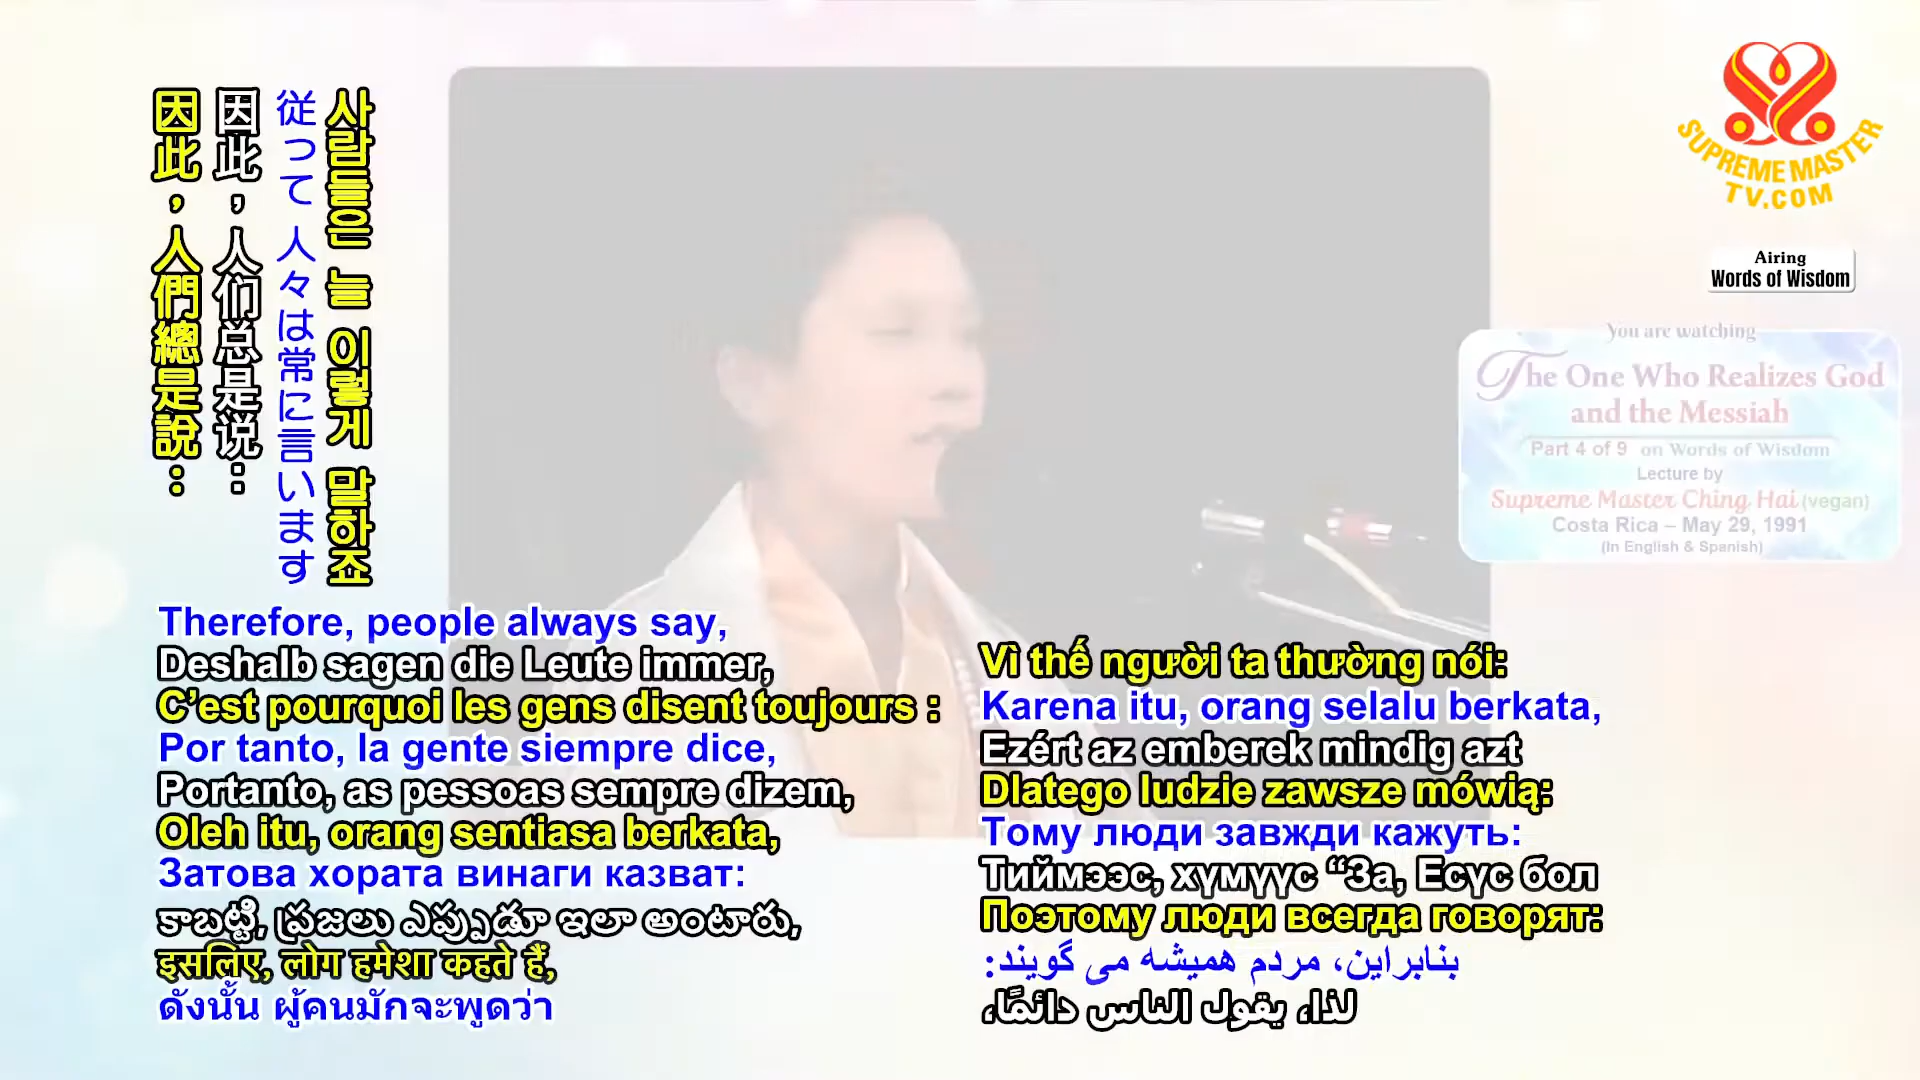 因此，人們總是說：
因此，人们总是说：
従って 人々は常に言います
사람들은 늘 이렇게 말하죠
Therefore, people always say,
Deshalb sagen die Leute immer,
C’est pourquoi les gens disent toujours :
Por tanto, la gente siempre dice,
Portanto, as pessoas sempre dizem,
Oleh itu, orang sentiasa berkata,
Затова хората винаги казват:
కాబట్టి, ప్రజలు ఎప్పుడూ ఇలా అంటారు,
इसलिए, लोग हमेशा कहते हैं,
ดังนั้น ผู้คนมักจะพูดว่า
Vì thế người ta thường nói:
Karena itu, orang selalu berkata,
Ezért az emberek mindig azt
Dlatego ludzie zawsze mówią:
Тому люди завжди кажуть:
Тиймээс, хүмүүс “За, Есүс бол
Поэтому люди всегда говорят:
بنابراین، مردم همیشه می گویند:
لذا، يقول الناس دائمًا،
SUPREME MASTER
TV.COM
Airing
Words of Wisdom
You are watching
The One Who Realizes God
and the Messiah
Part 4 of 9 on Words of Wisdom
Lecture by
Supreme Master Ching Hai (vegan)
Costa Rica – May 29, 1991
(In English & Spanish)